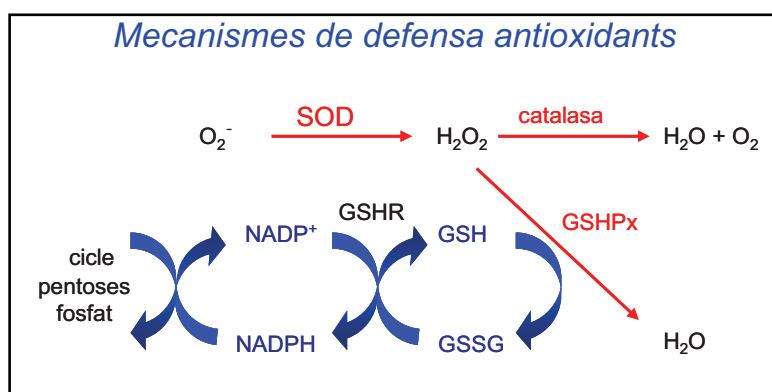 Mecanismes de defensa antioxidants
O₂⁻ SOD H₂O₂ catalasa H₂O + O₂
GSHR GSHPx
NADP⁺ GSH
cicle
pentoses
fosfat
NADPH GSSG H₂O